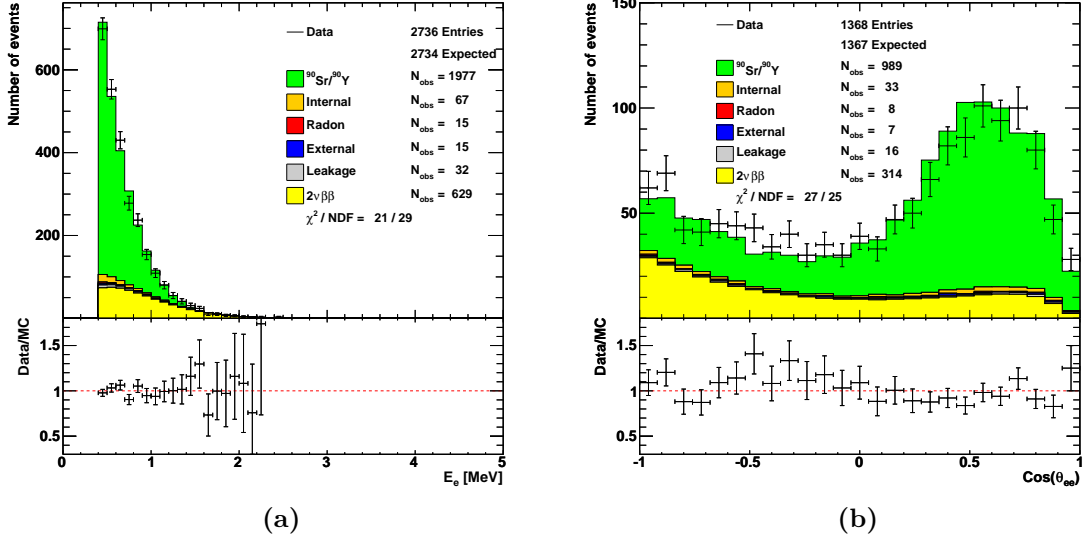 Number of events
600
400
200
Data
2736 Entries
2734 Expected
⁹⁰Sr/⁹⁰Y N_obs = 1977
Internal N_obs = 67
Radon N_obs = 15
External N_obs = 15
Leakage N_obs = 32
2νββ N_obs = 629
χ² / NDF = 21 / 29
Data/MC
1.5
1
0.5
0 1 2 3 4 5
E_e [MeV]
(a)
Number of events
150
100
50
Data
1368 Entries
1367 Expected
⁹⁰Sr/⁹⁰Y N_obs = 989
Internal N_obs = 33
Radon N_obs = 8
External N_obs = 7
Leakage N_obs = 16
2νββ N_obs = 314
χ² / NDF = 27 / 25
Data/MC
1.5
1
0.5
-1 -0.5 0 0.5 1
Cos(θ_ee)
(b)